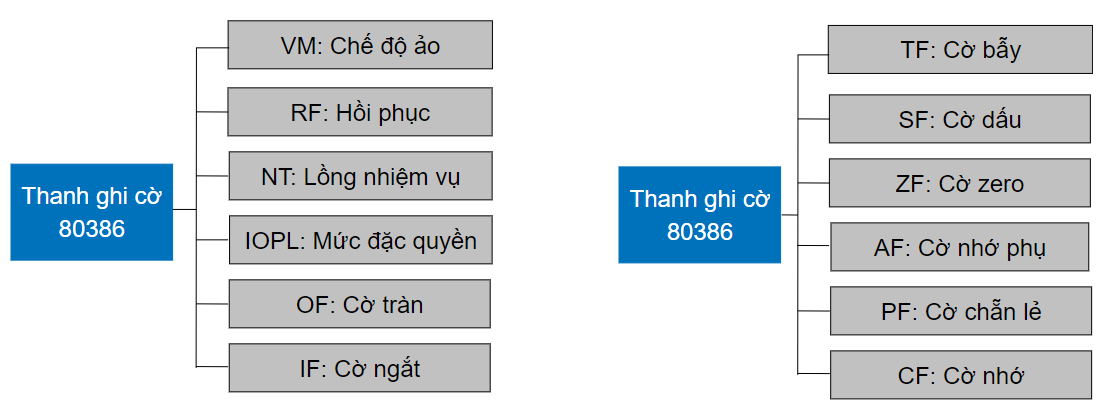 Thanh ghi cờ
80386
VM: Chế độ ảo
RF: Hồi phục
NT: Lồng nhiệm vụ
IOPL: Mức đặc quyền
OF: Cờ tràn
IF: Cờ ngắt
Thanh ghi cờ
80386
TF: Cờ bẫy
SF: Cờ dấu
ZF: Cờ zero
AF: Cờ nhớ phụ
PF: Cờ chẵn lẻ
CF: Cờ nhớ